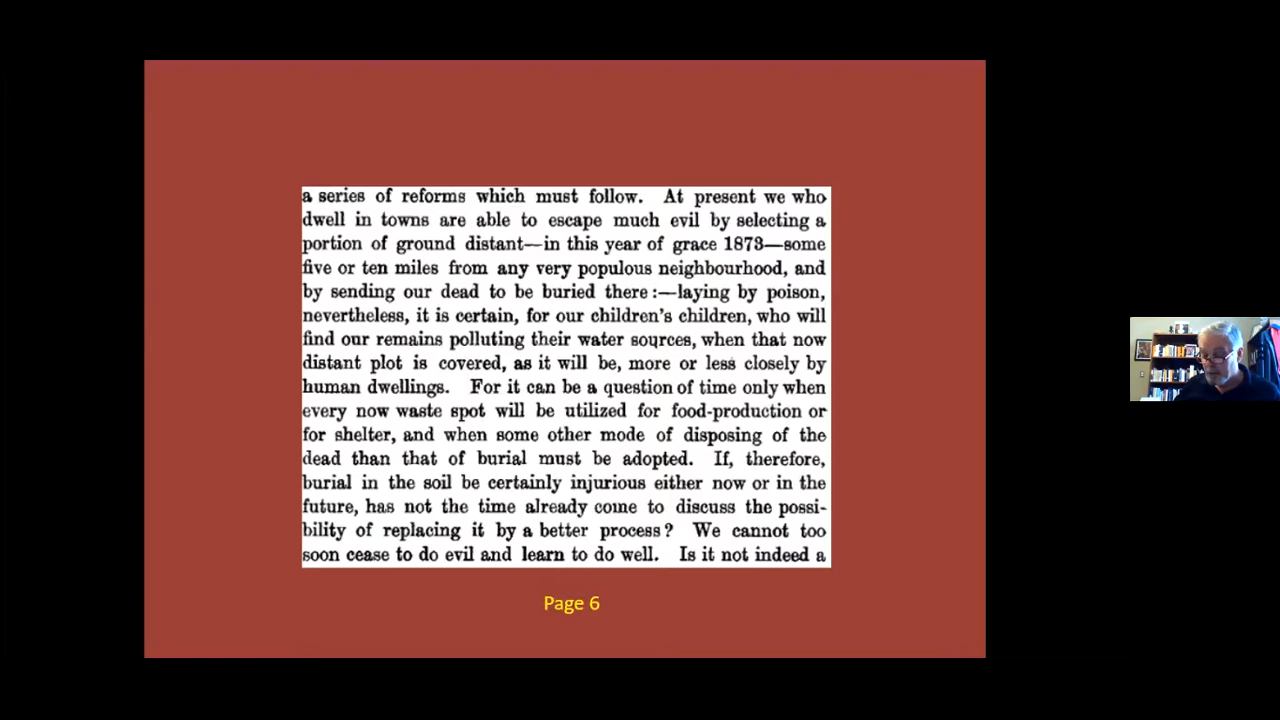 a series of reforms which must follow. At present we who
dwell in towns are able to escape much evil by selecting a
portion of ground distant—in this year of grace 1873—some
five or ten miles from any very populous neighbourhood, and
by sending our dead to be buried there :—laying by poison,
nevertheless, it is certain, for our children's children, who will
find our remains polluting their water sources, when that now
distant plot is covered, as it will be, more or less closely by
human dwellings. For it can be a question of time only when
every now waste spot will be utilized for food-production or
for shelter, and when some other mode of disposing of the
dead than that of burial must be adopted. If, therefore,
burial in the soil be certainly injurious either now or in the
future, has not the time already come to discuss the possi-
bility of replacing it by a better process? We cannot too
soon cease to do evil and learn to do well. Is it not indeed a
Page 6